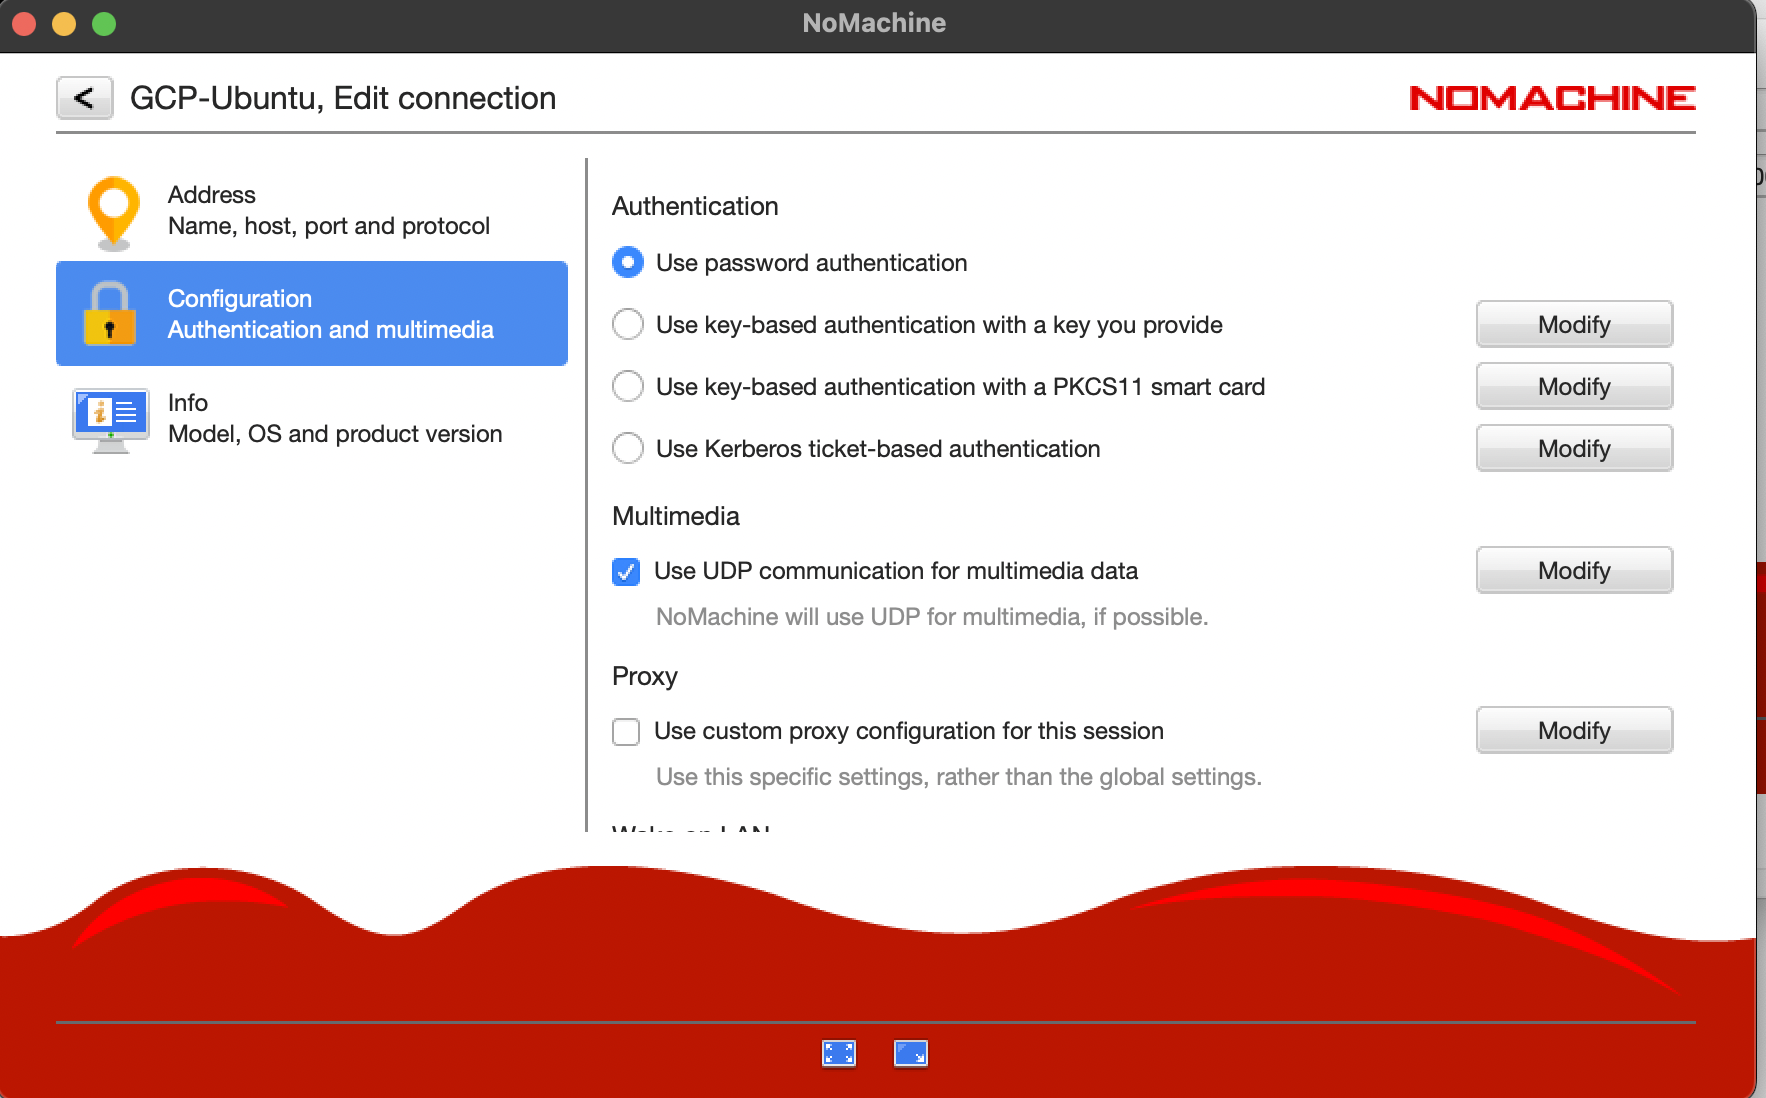 NoMachine
<
GCP-Ubuntu, Edit connection
NOMACHINE
Address
Name, host, port and protocol
Configuration
Authentication and multimedia
Info
Model, OS and product version
Authentication
Use password authentication
Use key-based authentication with a key you provide
Modify
Use key-based authentication with a PKCS11 smart card
Modify
Use Kerberos ticket-based authentication
Modify
Multimedia
Use UDP communication for multimedia data
Modify
NoMachine will use UDP for multimedia, if possible.
Proxy
Use custom proxy configuration for this session
Modify
Use this specific settings, rather than the global settings.
Wake on LAN